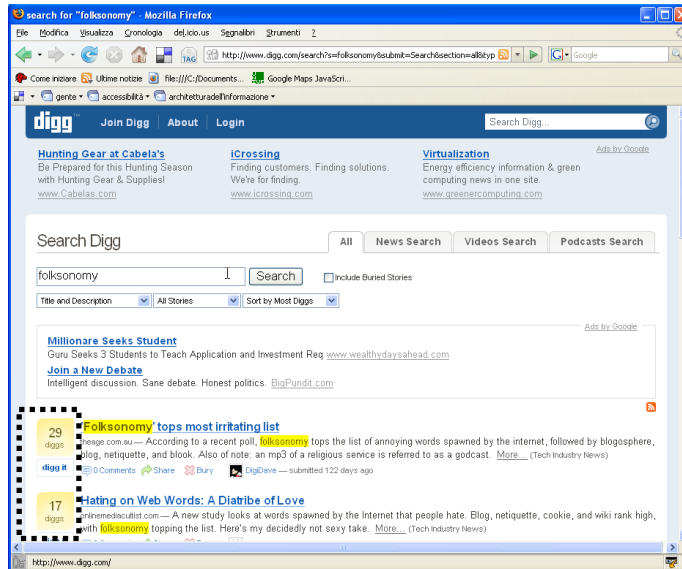 search for "folksonomy" - Mozilla Firefox
File Modifica Visualizza Cronologia del.icio.us Segnalibri Strumenti ?
TAG http://www.digg.com/search?s=folksonomy&submit=Search&section=all&typ G Google
Come iniziare Ultime notizie file:///C:/Documents... Google Maps JavaScri...
gente accessibilità architetturadell'informazione
digg™ Join Digg About Login Search Digg...
Ads by Google
Hunting Gear at Cabela's iCrossing Virtualization
Be Prepared for this Hunting Season Finding customers. Finding solutions. Energy efficiency information & green
with Hunting Gear & Supplies! We're for finding. computing news in one site.
www.Cabelas.com www.icrossing.com www.greenercomputing.com
Search Digg All News Search Videos Search Podcasts Search
folksonomy Search Include Buried Stories
Title and Description All Stories Sort by Most Diggs
Ads by Google
Millionare Seeks Student
Guru Seeks 3 Students to Teach Application and Investment Req www.wealthydaysahead.com
Join a New Debate
Intelligent discussion. Sane debate. Honest politics. BigPundit.com
29 diggs
digg it
'Folksonomy' tops most irritating list
theage.com.au — According to a recent poll, folksonomy tops the list of annoying words spawned by the internet, followed by blogosphere,
blog, netiquette, and blook. Also of note: an mp3 of a religious service is referred to as a godcast. More... (Tech Industry News)
0 Comments Share Bury DigiDave — submitted 122 days ago
17 diggs
Hating on Web Words: A Diatribe of Love
onlinemediacultist.com — A new study looks at words spawned by the Internet that people hate. Blog, netiquette, cookie, and wiki rank high,
with folksonomy topping the list. Here's my decidedly not sexy take. More... (Tech Industry News)
http://www.digg.com/